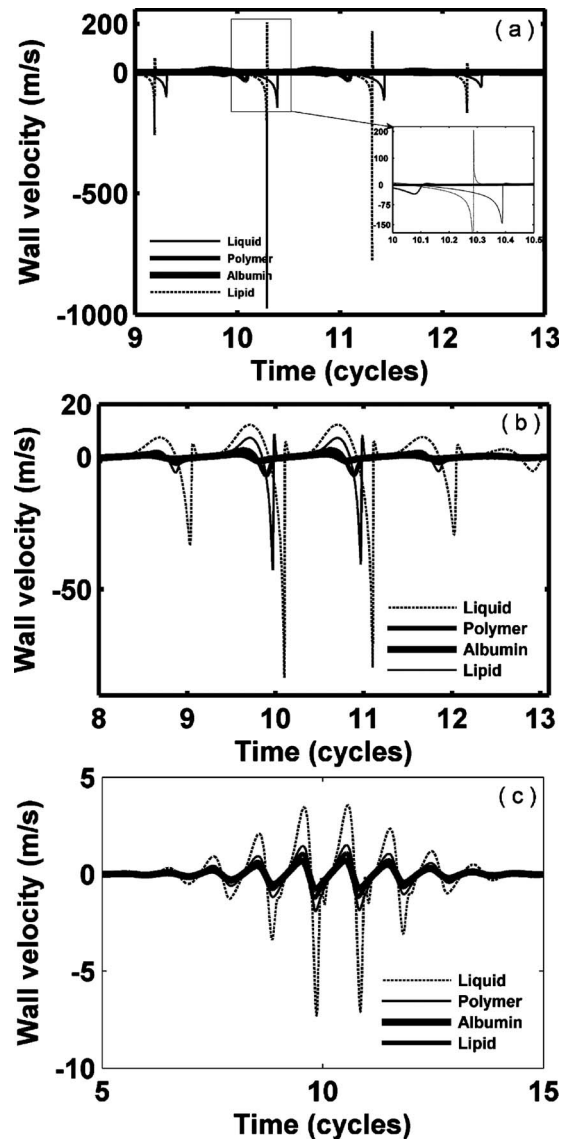 ( a )
200
0
-500
-1000
Wall velocity (m/s)
200
75
0
-75
-150
10 10.1 10.2 10.3 10.4 10.5
Liquid
Polymer
Albumin
Lipid
9 10 11 12 13
Time (cycles)
( b )
20
0
-50
Wall velocity (m/s)
Liquid
Polymer
Albumin
Lipid
8 9 10 11 12 13
Time (cycles)
( c )
5
0
-5
-10
Wall velocity (m/s)
Liquid
Polymer
Albumin
Lipid
5 10 15
Time (cycles)